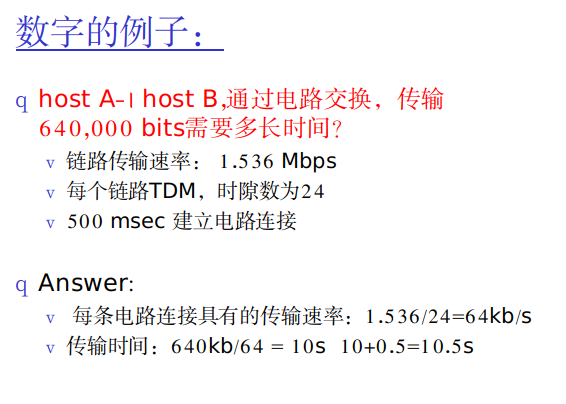 数字的例子：
q host A–| host B,通过电路交换，传输
640,000 bits需要多长时间？
v 链路传输速率： 1.536 Mbps
v 每个链路TDM，时隙数为24
v 500 msec 建立电路连接
q Answer:
v 每条电路连接具有的传输速率：1.536/24=64kb/s
v 传输时间：640kb/64 = 10s 10+0.5=10.5s